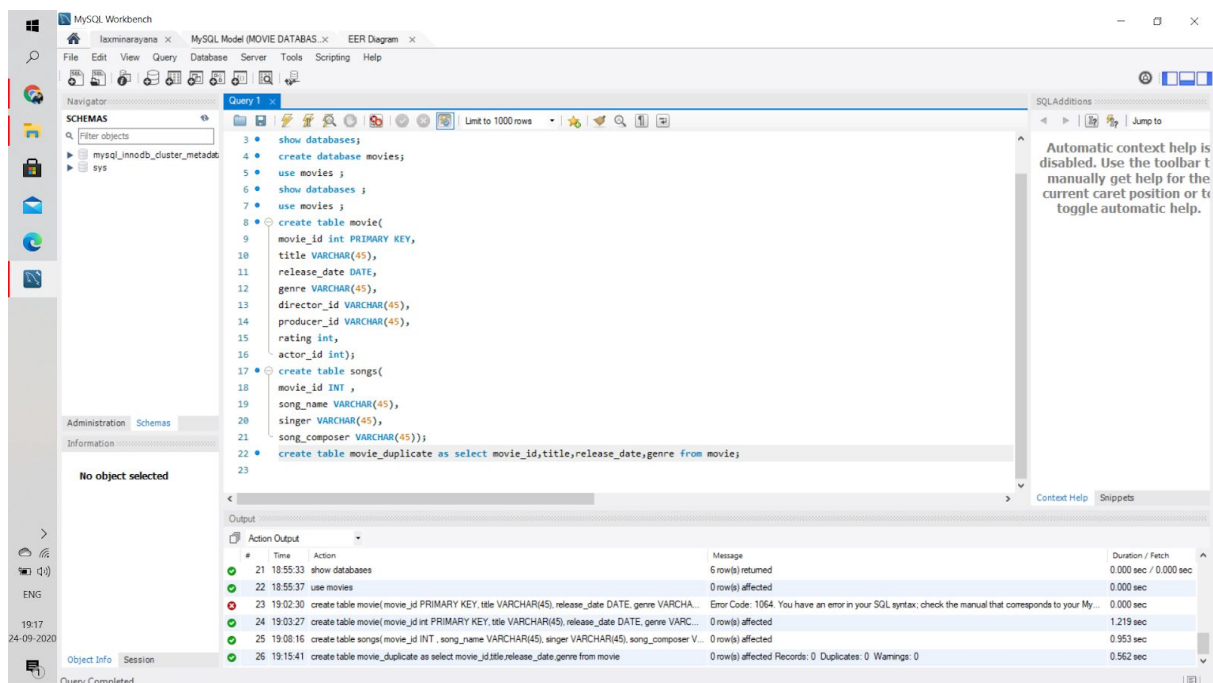 MySQL Workbench
laxminarayana × MySQL Model (MOVIE DATABAS...× EER Diagram ×
File Edit View Query Database Server Tools Scripting Help
Navigator
SCHEMAS
Filter objects
mysql_innodb_cluster_metadat
sys
Administration Schemas
Information
No object selected
Object Info Session
Query Completed
Query 1 ×
Limit to 1000 rows
3 show databases;
4 create database movies;
5 use movies ;
6 show databases ;
7 use movies ;
8 create table movie(
9 movie_id int PRIMARY KEY,
10 title VARCHAR(45),
11 release_date DATE,
12 genre VARCHAR(45),
13 director_id VARCHAR(45),
14 producer_id VARCHAR(45),
15 rating int,
16 actor_id int);
17 create table songs(
18 movie_id INT ,
19 song_name VARCHAR(45),
20 singer VARCHAR(45),
21 song_composer VARCHAR(45));
22 create table movie_duplicate as select movie_id,title,release_date,genre from movie;
23
SQLAdditions
Jump to
Automatic context help is
disabled. Use the toolbar t
manually get help for the
current caret position or to
toggle automatic help.
Context Help Snippets
Output
Action Output
# Time Action Message Duration / Fetch
21 18:55:33 show databases 6 row(s) returned 0.000 sec / 0.000 sec
22 18:55:37 use movies 0 row(s) affected 0.000 sec
23 19:02:30 create table movie( movie_id PRIMARY KEY, title VARCHAR(45), release_date DATE, genre VARCHA... Error Code: 1064. You have an error in your SQL syntax; check the manual that corresponds to your My... 0.000 sec
24 19:03:27 create table movie( movie_id int PRIMARY KEY, title VARCHAR(45), release_date DATE, genre VARC... 0 row(s) affected 1.219 sec
25 19:08:16 create table songs( movie_id INT , song_name VARCHAR(45), singer VARCHAR(45), song_composer V... 0 row(s) affected 0.953 sec
26 19:15:41 create table movie_duplicate as select movie_id,title,release_date,genre from movie 0 row(s) affected Records: 0 Duplicates: 0 Warnings: 0 0.562 sec
ENG
19:17
24-09-2020